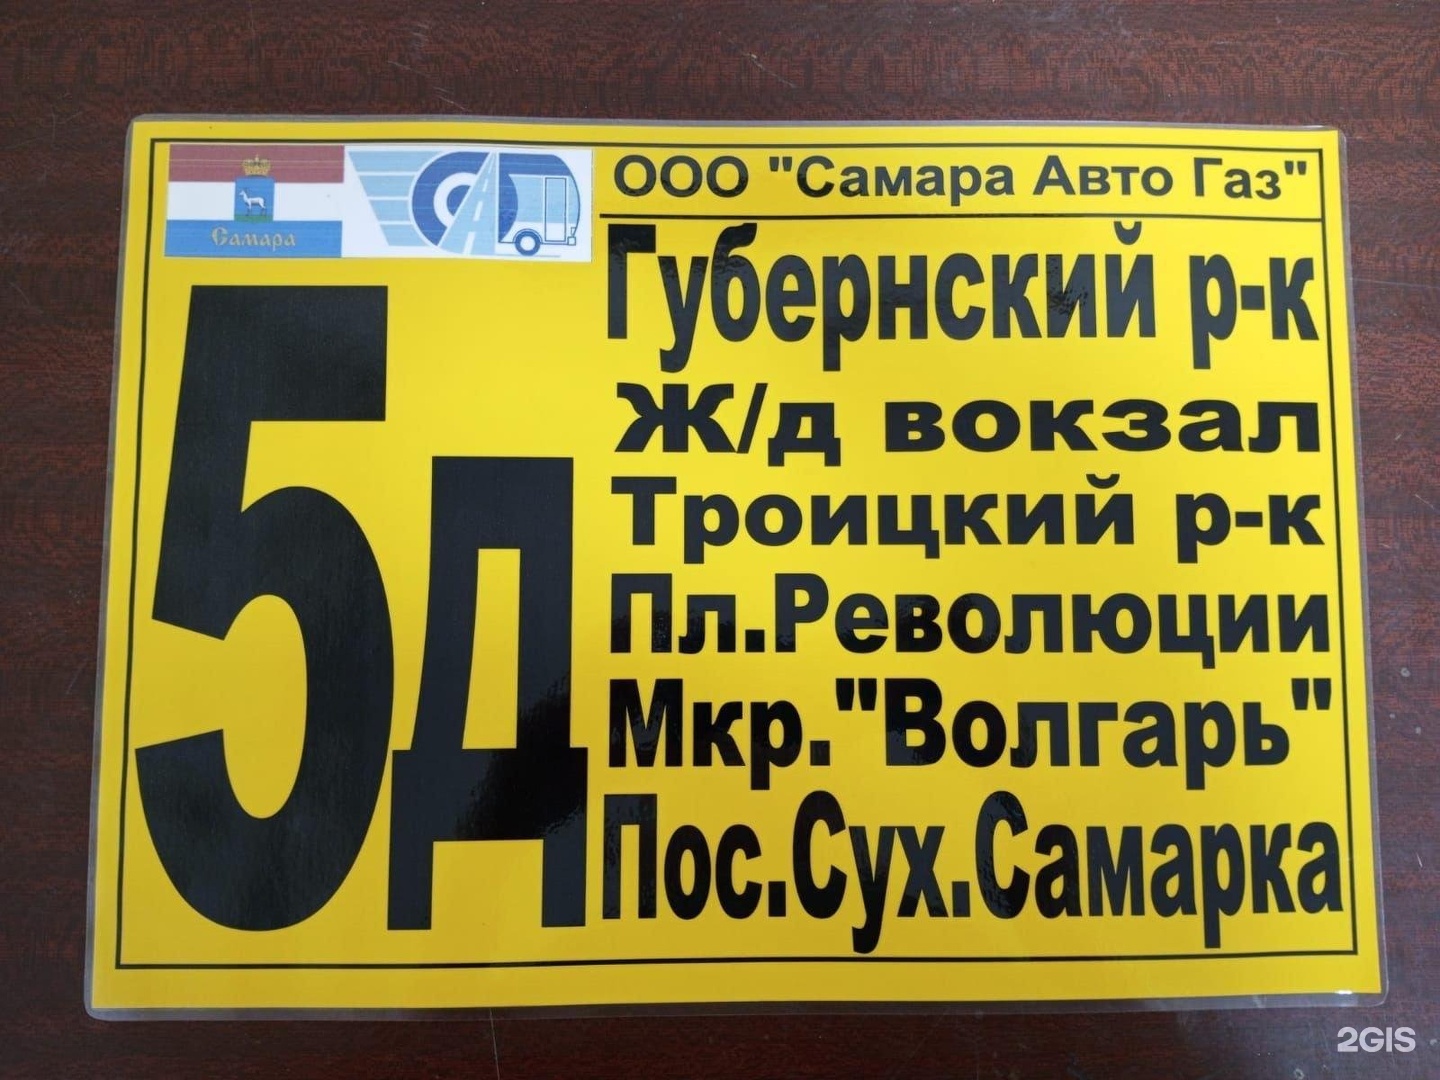 Самара
ООО "Самара Авто Газ"
5д
Губернский р-к
Ж/д вокзал
Троицкий р-к
Пл.Революции
Мкр."Волгарь"
Пос.Сух.Самарка
2GIS